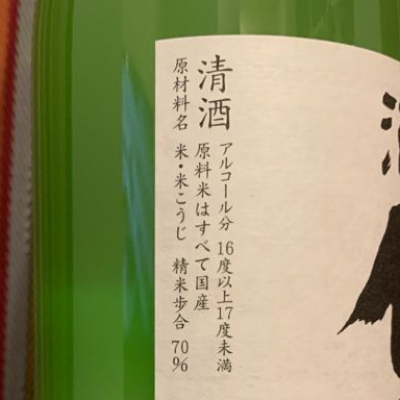 清酒
アルコール分 16度以上17度未満
原料米はすべて国産
原材料名 米・米こうじ 精米歩合 70%